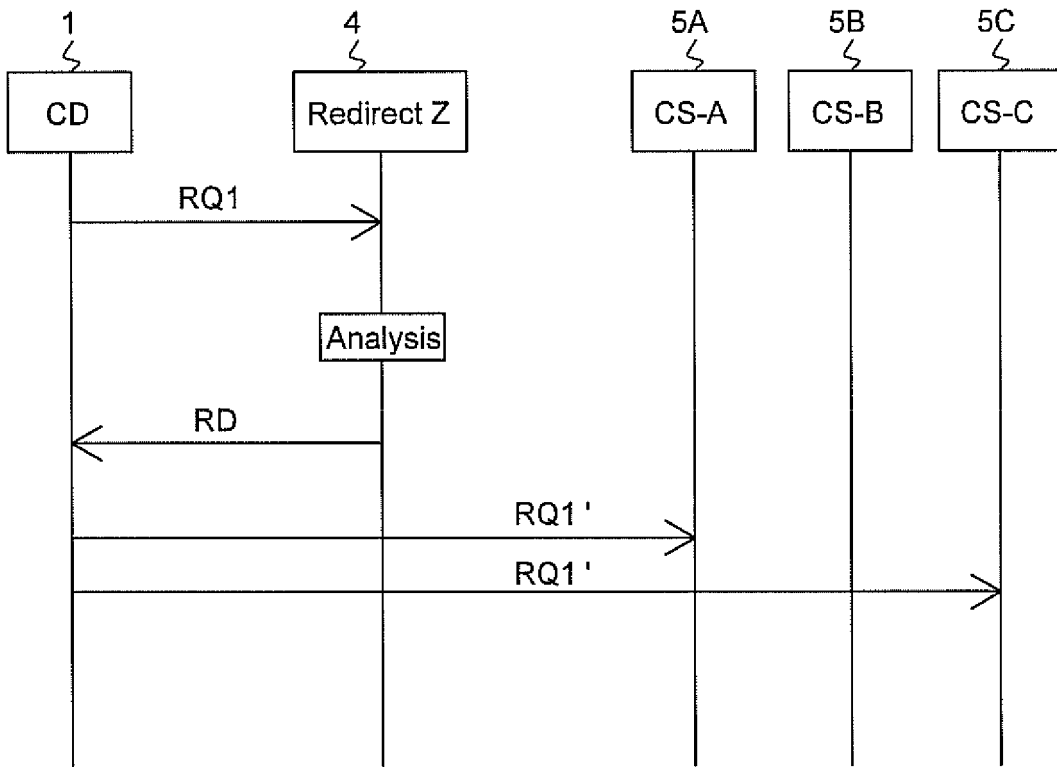 1 4 5A 5B 5C
CD Redirect Z CS-A CS-B CS-C
RQ1
Analysis
RD
RQ1 '
RQ1 '